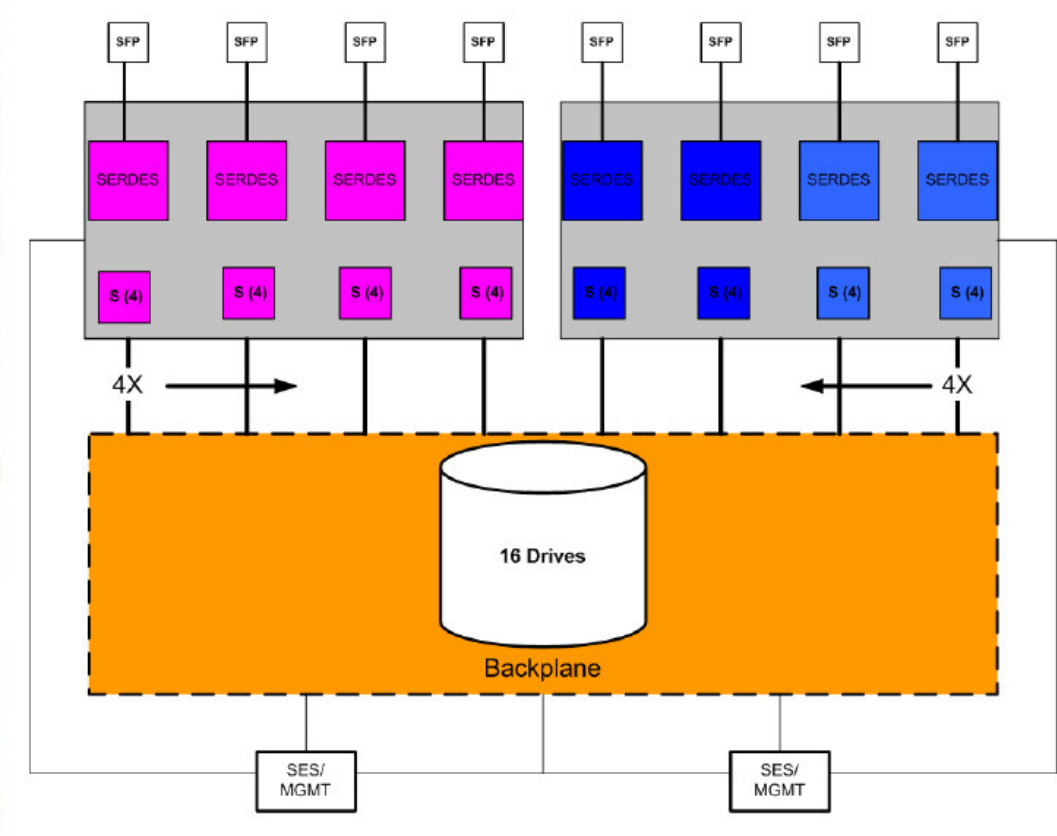 SFP SFP SFP SFP SFP SFP SFP SFP
SERDES SERDES SERDES SERDES SERDES SERDES SERDES SERDES
S (4) S (4) S (4) S (4) S (4) S (4) S (4) S (4)
4X 4X
16 Drives
Backplane
SES/ SES/
MGMT MGMT